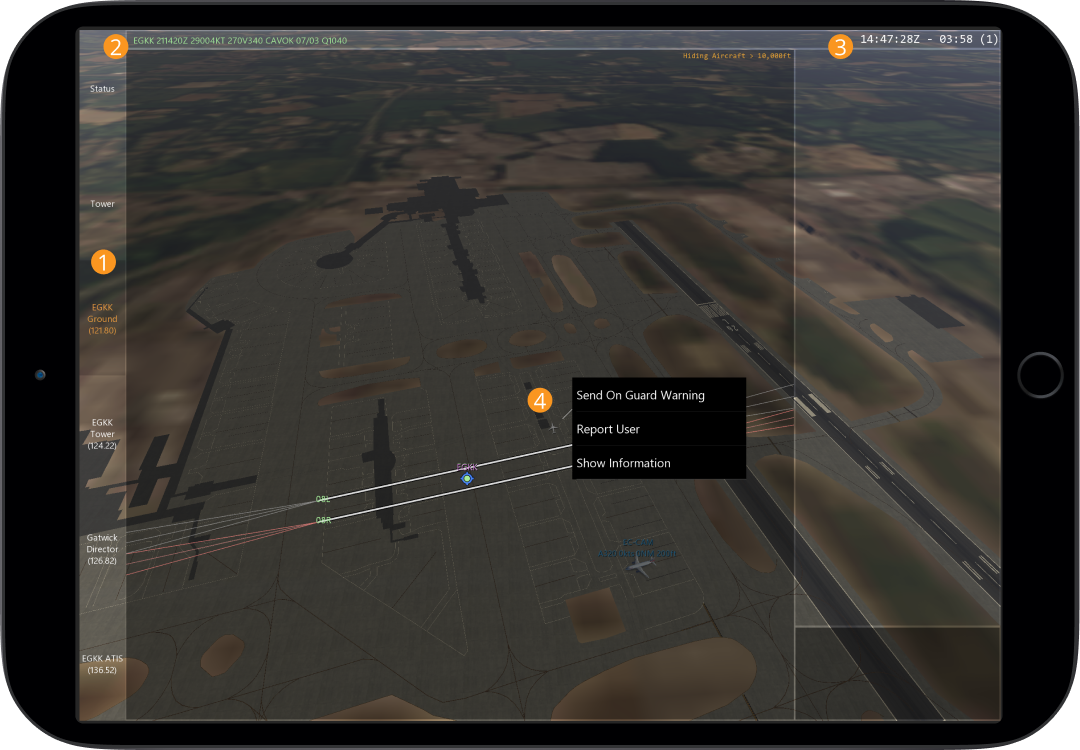 2
EGKK 211420Z 29004KT 270V340 CAVOK 07/03 Q1040
3
14:47:28Z - 03:58 (1)
Hiding Aircraft > 10,000ft
Status
Tower
1
EGKK
Ground
(121.80)
EGKK
Tower
(124.22)
Gatwick
Director
(126.82)
EGKK ATIS
(136.52)
4
Send On Guard Warning
Report User
Show Information
EGKK
08L
08R